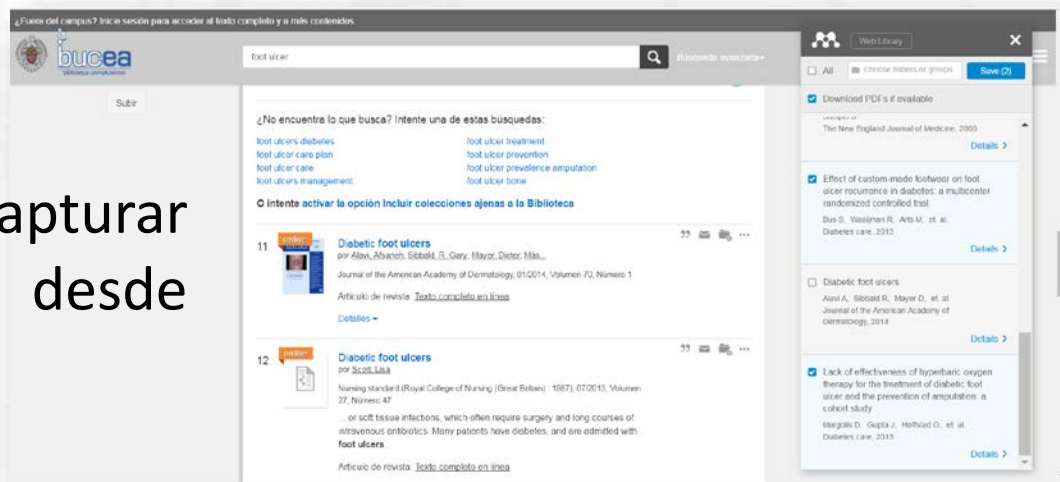 ¿Fuera del campus? Inicie sesión para acceder al texto completo y a más contenidos
bucea
biblioteca complutense
foot ulcer
Búsqueda avanzada
Subir
¿No encuentra lo que busca? Intente una de estas búsquedas:
foot ulcers diabetes foot ulcer treatment
foot ulcer care plan foot ulcer prevention
foot ulcer care foot ulcer prevalence amputation
foot ulcers management foot ulcer bone
O intente activar la opción Incluir colecciones ajenas a la Biblioteca
apturar
desde
11
Diabetic foot ulcers
por Alavi, Afsaneh; Sibbald, R. Gary; Mayer, Dieter; Más...
Journal of the American Academy of Dermatology, 01/2014, Volumen 70, Número 1
Artículo de revista: Texto completo en línea
Detalles
12
Diabetic foot ulcers
por Scott, Lisa
Nursing standard (Royal College of Nursing (Great Britain) : 1987), 07/2013, Volumen
27, Número 47
... or soft tissue infections, which often require surgery and long courses of
intravenous antibiotics. Many patients have diabetes, and are admitted with
foot ulcers
Artículo de revista: Texto completo en línea
Web Library
All Choose folders or groups Save (2)
Download PDFs if available
The New England Journal of Medicine, 2000
Details >
Effect of custom-made footwear on foot
ulcer recurrence in diabetes: a multicenter
randomized controlled trial.
Bus S, Waaijman R, Arts M, et. al.
Diabetes care, 2013
Details >
Diabetic foot ulcers
Alavi A, Sibbald R, Mayer D, et. al.
Journal of the American Academy of
Dermatology, 2014
Details >
Lack of effectiveness of hyperbaric oxygen
therapy for the treatment of diabetic foot
ulcer and the prevention of amputation: a
cohort study
Margolis D, Gupta J, Hoffstad O, et. al.
Diabetes care, 2013
Details >